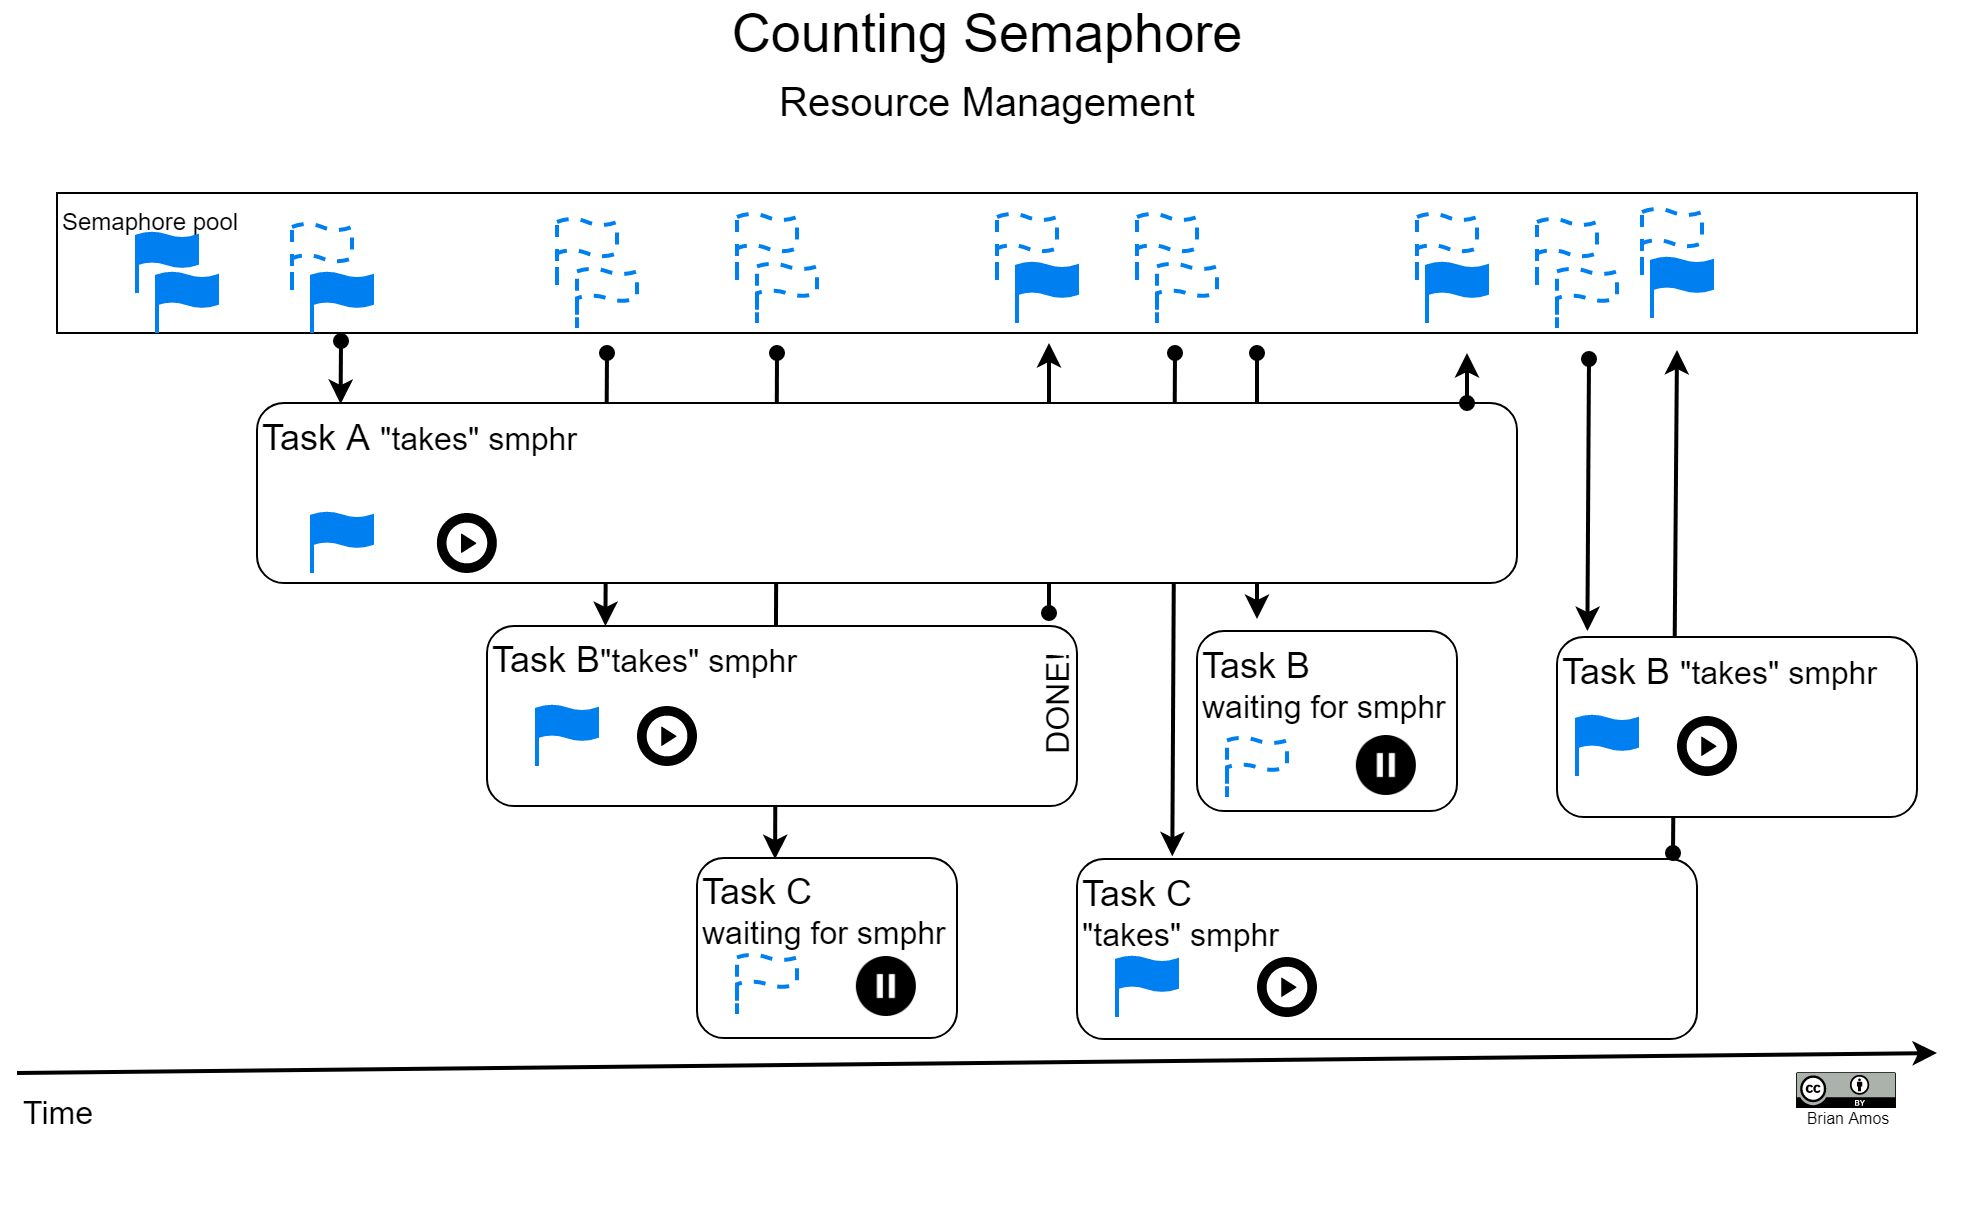 Counting Semaphore
Resource Management
Semaphore pool
Task A "takes" smphr
Task B"takes" smphr
DONE!
Task B
waiting for smphr
Task B "takes" smphr
Task C
waiting for smphr
Task C
"takes" smphr
Time
cc
BY
Brian Amos